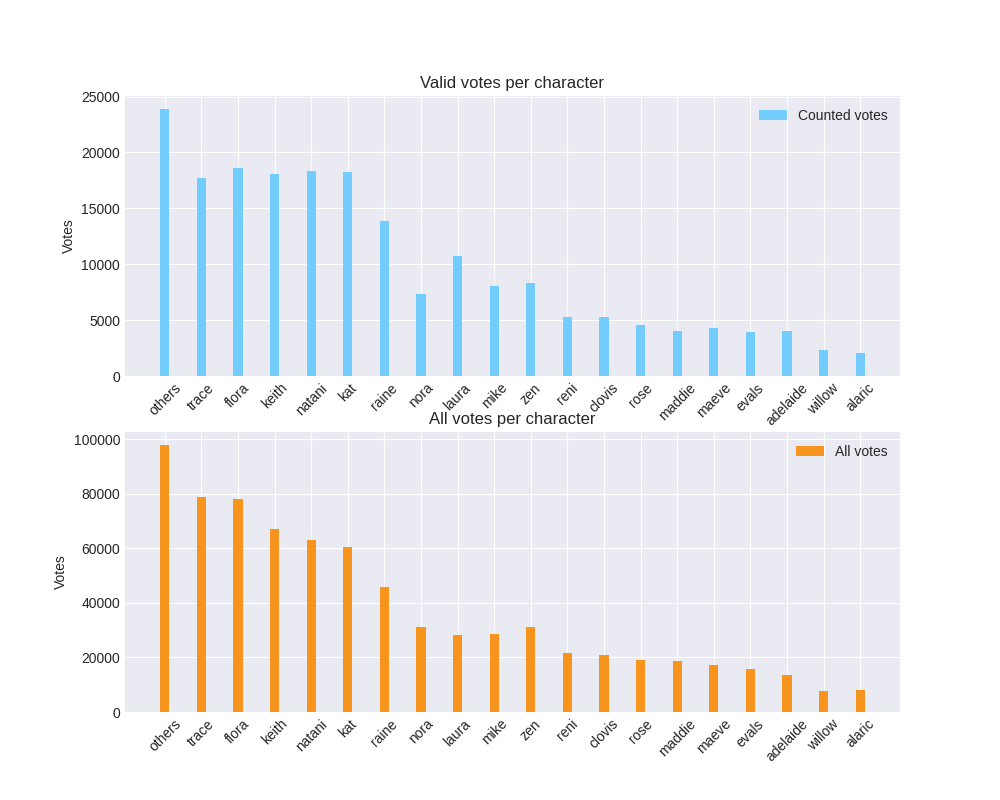 Valid votes per character
25000
20000
15000
10000
5000
0
Votes
Counted votes
others trace flora keith natani kat raine nora laura mike zen reni clovis rose maddie maeve evals adelaide willow alaric
All votes per character
100000
80000
60000
40000
20000
0
Votes
All votes
others trace flora keith natani kat raine nora laura mike zen reni clovis rose maddie maeve evals adelaide willow alaric